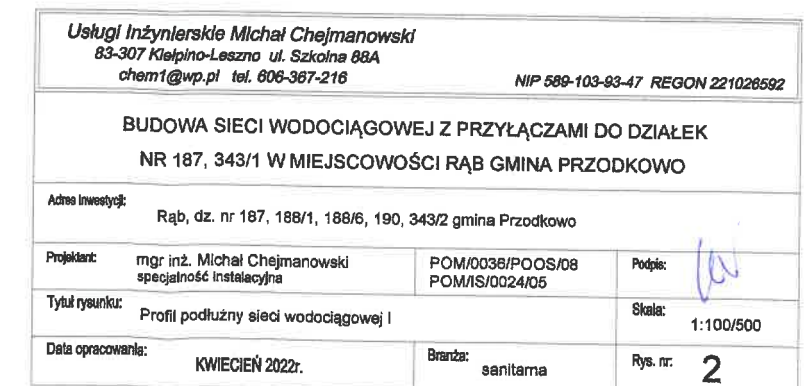 Usługi Inżynierskie Michał Chejmanowski
83-307 Kiełpino-Leszno ul. Szkolna 88A
chem1@wp.pl tel. 606-367-216 NIP 589-103-93-47 REGON 221026592
BUDOWA SIECI WODOCIĄGOWEJ Z PRZYŁĄCZAMI DO DZIAŁEK
NR 187, 343/1 W MIEJSCOWOŚCI RĄB GMINA PRZODKOWO
Adres inwestycji:
Rąb, dz. nr 187, 188/1, 188/6, 190, 343/2 gmina Przodkowo
Projektant: mgr inż. Michał Chejmanowski POM/0036/POOS/08 Podpis:
specjalność instalacyjna POM/IS/0024/05
Tytuł rysunku: Profil podłużny sieci wodociągowej I Skala: 1:100/500
Data opracowania: KWIECIEŃ 2022r. Branża: sanitarna Rys. nr: 2